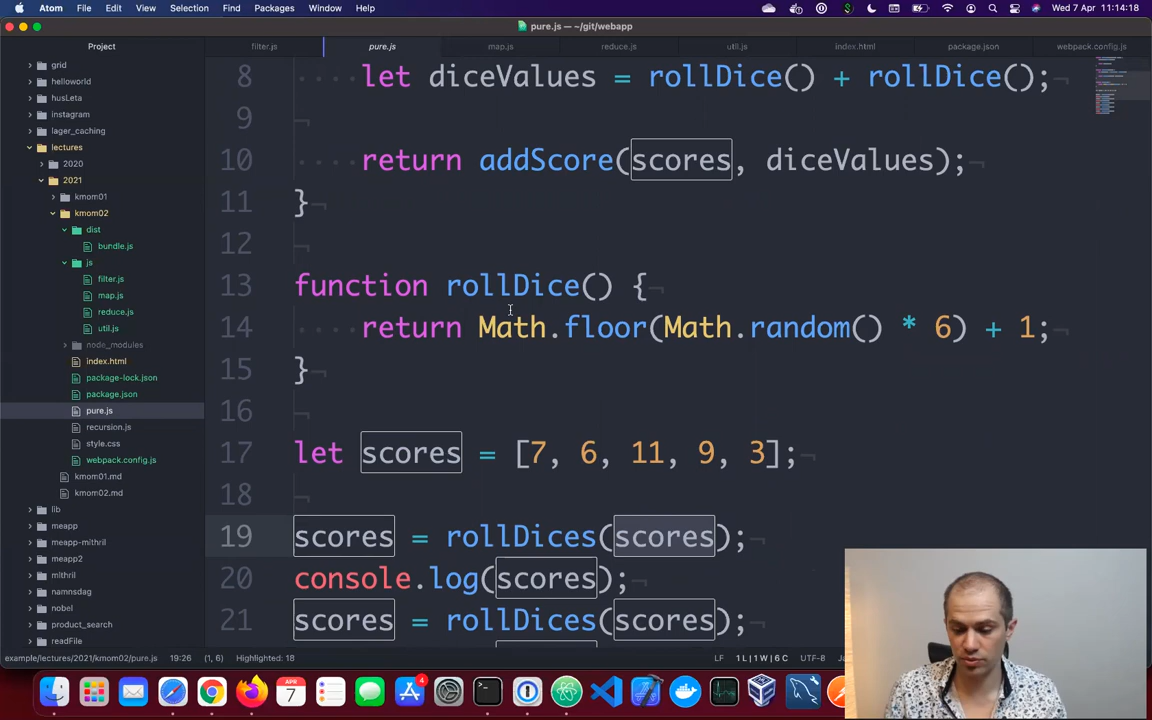 Atom File Edit View Selection Find Packages Window Help Wed 7 Apr 11:14:18
pure.js — ~/git/webapp
Project filter.js pure.js map.js reduce.js util.js index.html package.json webpack.config.js
grid
helloworld
husLeta
instagram
lager_caching
lectures
2020
2021
kmom01
kmom02
dist
bundle.js
js
filter.js
map.js
reduce.js
util.js
node_modules
index.html
package-lock.json
package.json
pure.js
recursion.js
style.css
webpack.config.js
kmom01.md
kmom02.md
lib
meapp
meapp-mithril
meapp2
mithril
namnsdag
nobel
product_search
readFile
8 let diceValues = rollDice() + rollDice();
9
10 return addScore(scores, diceValues);
11 }
12
13 function rollDice() {
14 return Math.floor(Math.random() * 6) + 1;
15 }
16
17 let scores = [7, 6, 11, 9, 3];
18
19 scores = rollDices(scores);
20 console.log(scores);
21 scores = rollDices(scores);
example/lectures/2021/kmom02/pure.js 19:26 (1, 6) Highlighted: 18 LF 1 L | 1 W | 6 C UTF-8